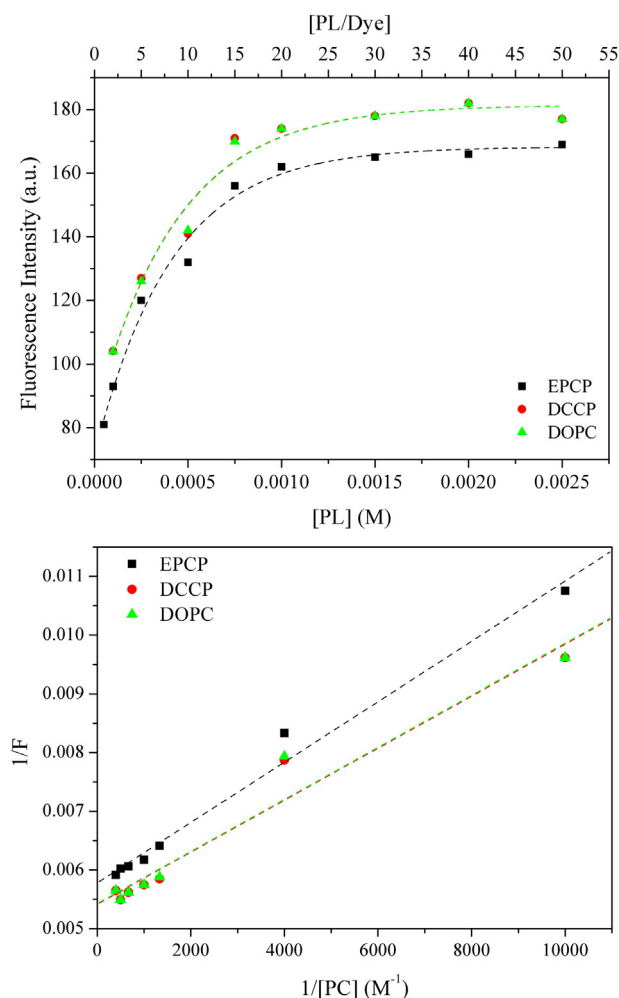 [PL/Dye]
0 5 10 15 20 25 30 35 40 45 50 55
Fluorescence Intensity (a.u.)
180
160
140
120
100
80
EPCP
DCCP
DOPC
0.0000 0.0005 0.0010 0.0015 0.0020 0.0025
[PL] (M)
EPCP
DCCP
DOPC
1/F
0.011
0.010
0.009
0.008
0.007
0.006
0.005
0 2000 4000 6000 8000 10000
1/[PC] (M⁻¹)